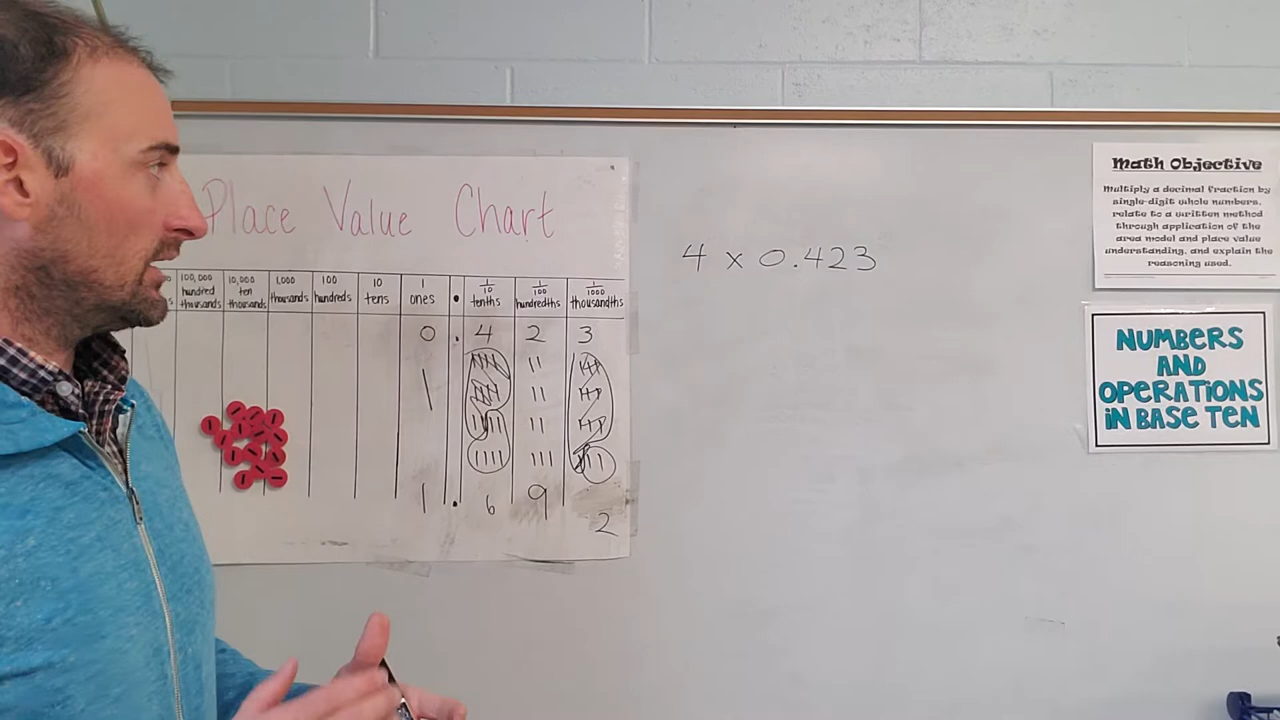 Place Value Chart
100,000 hundred thousands
10,000 ten thousands
1,000 thousands
100 hundreds
10 tens
1 ones
.
1/10 tenths
1/100 hundredths
1/1000 thousandths
0 . 4 2 3
1 . 6 9 2
4 x 0.423
Math Objective
Multiply a decimal fraction by
single-digit whole numbers,
relate to a written method
through application of the
area model and place value
understanding, and explain the
reasoning used.
NUMBERS
AND
OPERATIONS
IN BASE TEN